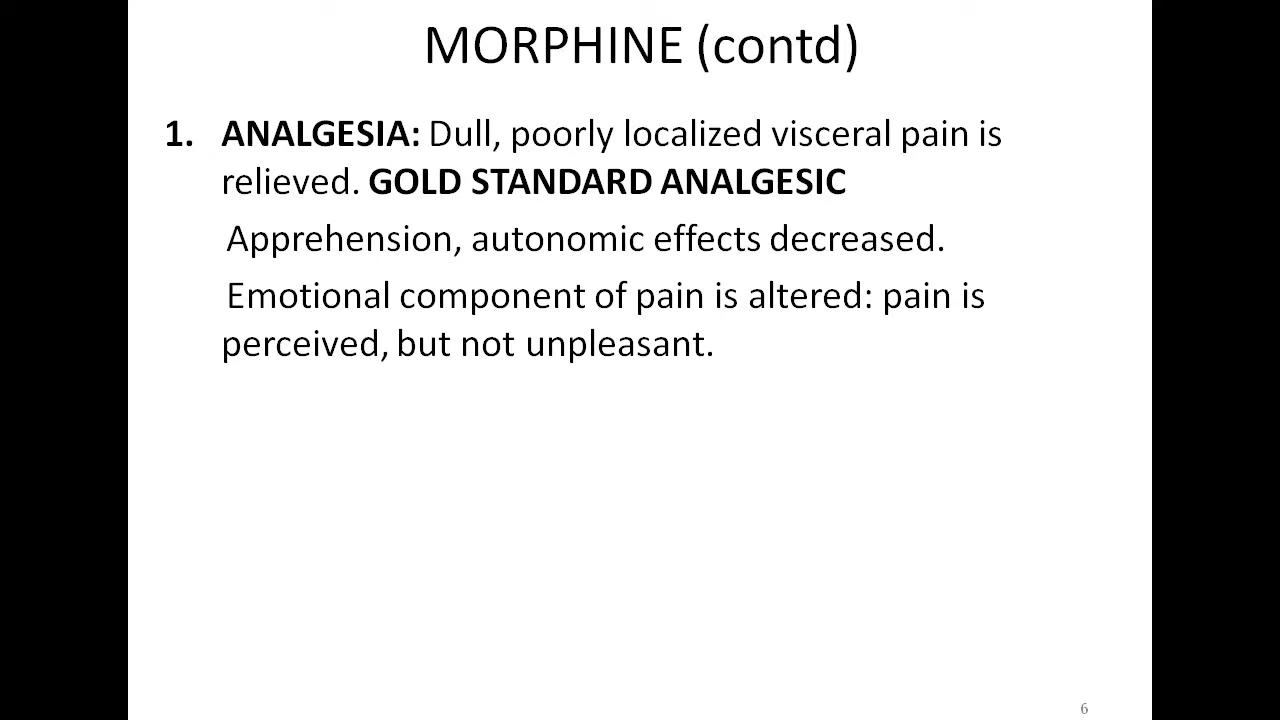 MORPHINE (contd)
1. ANALGESIA: Dull, poorly localized visceral pain is
relieved. GOLD STANDARD ANALGESIC
Apprehension, autonomic effects decreased.
Emotional component of pain is altered: pain is
perceived, but not unpleasant.
6